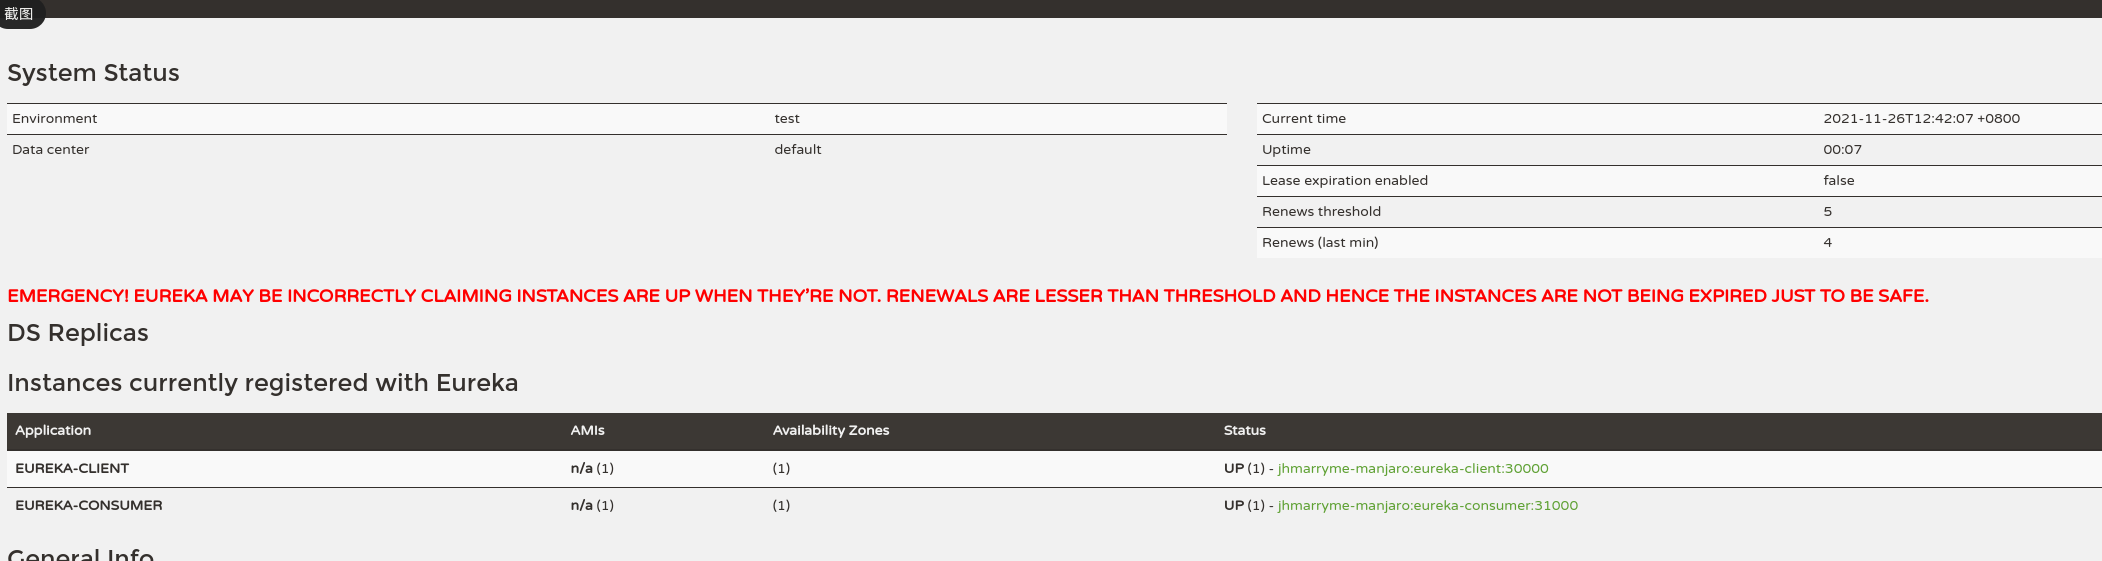 截图
System Status
Environment test
Data center default
Current time 2021-11-26T12:42:07 +0800
Uptime 00:07
Lease expiration enabled false
Renews threshold 5
Renews (last min) 4
EMERGENCY! EUREKA MAY BE INCORRECTLY CLAIMING INSTANCES ARE UP WHEN THEY'RE NOT. RENEWALS ARE LESSER THAN THRESHOLD AND HENCE THE INSTANCES ARE NOT BEING EXPIRED JUST TO BE SAFE.
DS Replicas
Instances currently registered with Eureka
Application AMIs Availability Zones Status
EUREKA-CLIENT n/a (1) (1) UP (1) - jhmarryme-manjaro:eureka-client:30000
EUREKA-CONSUMER n/a (1) (1) UP (1) - jhmarryme-manjaro:eureka-consumer:31000
General Info